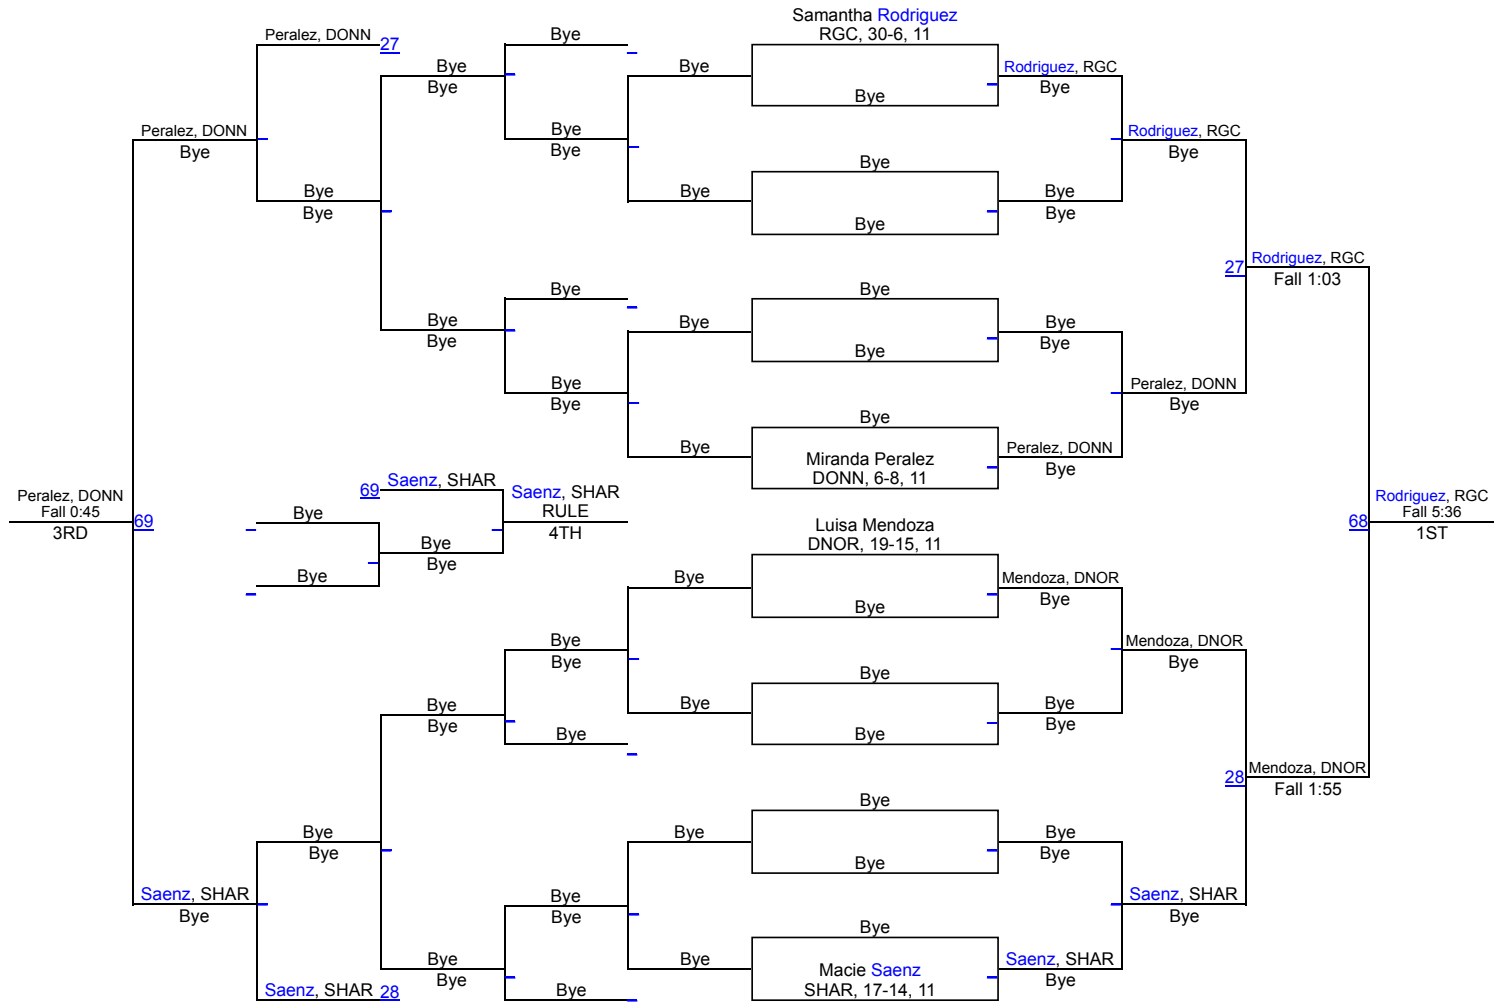 Samantha Rodriguez
RGC, 30-6, 11
Peralez, DONN
27
Bye
Bye
Bye
Bye
Rodriguez, RGC
Bye
Bye
Bye
Peralez, DONN
Bye
Bye
Rodriguez, RGC
Bye
Bye
Bye
Bye
Bye
Bye
Bye
Bye
Bye
27
Rodriguez, RGC
Fall 1:03
Bye
Bye
Bye
Bye
Bye
Bye
Bye
Bye
Bye
Bye
Peralez, DONN
Bye
Bye
Bye
Bye
Miranda Peralez
DONN, 6-8, 11
Peralez, DONN
Bye
69
Saenz, SHAR
Saenz, SHAR
RULE
4TH
Peralez, DONN
Fall 0:45
3RD
69
Bye
Bye
Bye
Bye
68
Rodriguez, RGC
Fall 5:36
1ST
Luisa Mendoza
DNOR, 19-15, 11
Bye
Bye
Mendoza, DNOR
Bye
Bye
Bye
Mendoza, DNOR
Bye
Bye
Bye
Bye
Bye
Bye
Bye
Bye
Bye
28
Mendoza, DNOR
Fall 1:55
Bye
Bye
Bye
Bye
Bye
Bye
Bye
Saenz, SHAR
Bye
Bye
Bye
Saenz, SHAR
Bye
Bye
Bye
Bye
Bye
Macie Saenz
SHAR, 17-14, 11
Saenz, SHAR
Bye
Saenz, SHAR
28
Bye